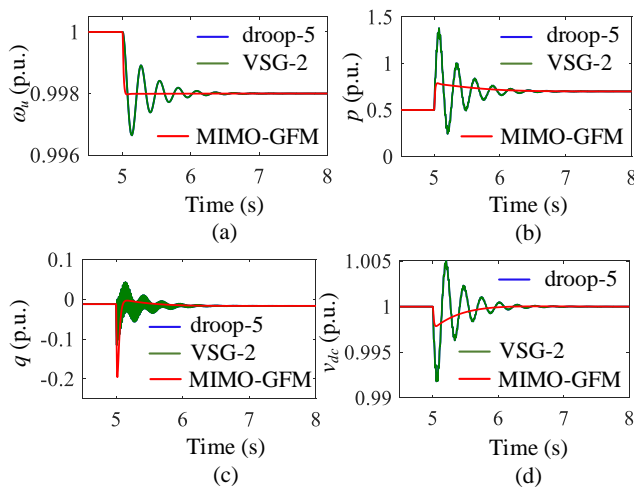 1
0.998
0.996
ω_u (p.u.)
droop-5
VSG-2
MIMO-GFM
5 6 7 8
Time (s)
(a)
1.5
1
0.5
0
p (p.u.)
droop-5
VSG-2
MIMO-GFM
5 6 7 8
Time (s)
(b)
0.1
0
-0.1
-0.2
q (p.u.)
droop-5
VSG-2
MIMO-GFM
5 6 7 8
Time (s)
(c)
1.005
1
0.995
0.99
v_dc (p.u.)
droop-5
VSG-2
MIMO-GFM
5 6 7 8
Time (s)
(d)